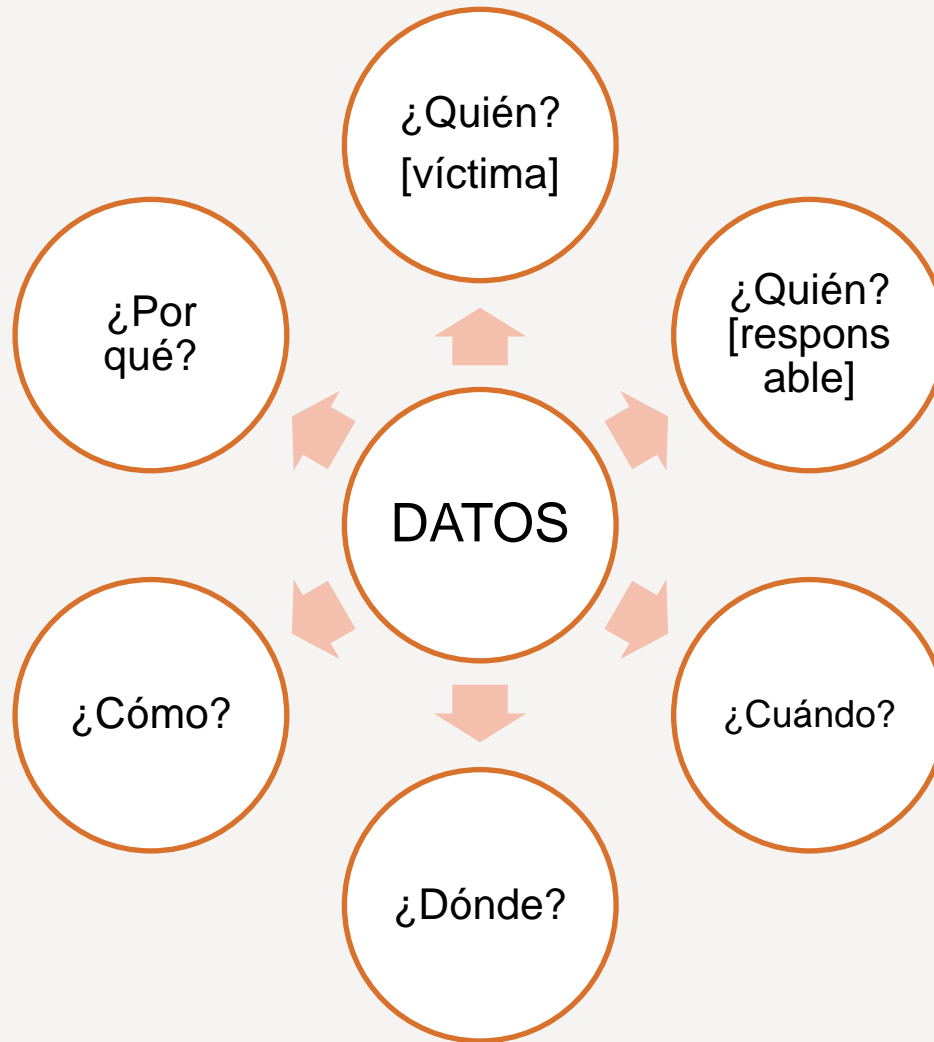 ¿Quién?
[víctima]
¿Por
qué?
¿Quién?
[respons
able]
DATOS
¿Cómo?
¿Cuándo?
¿Dónde?